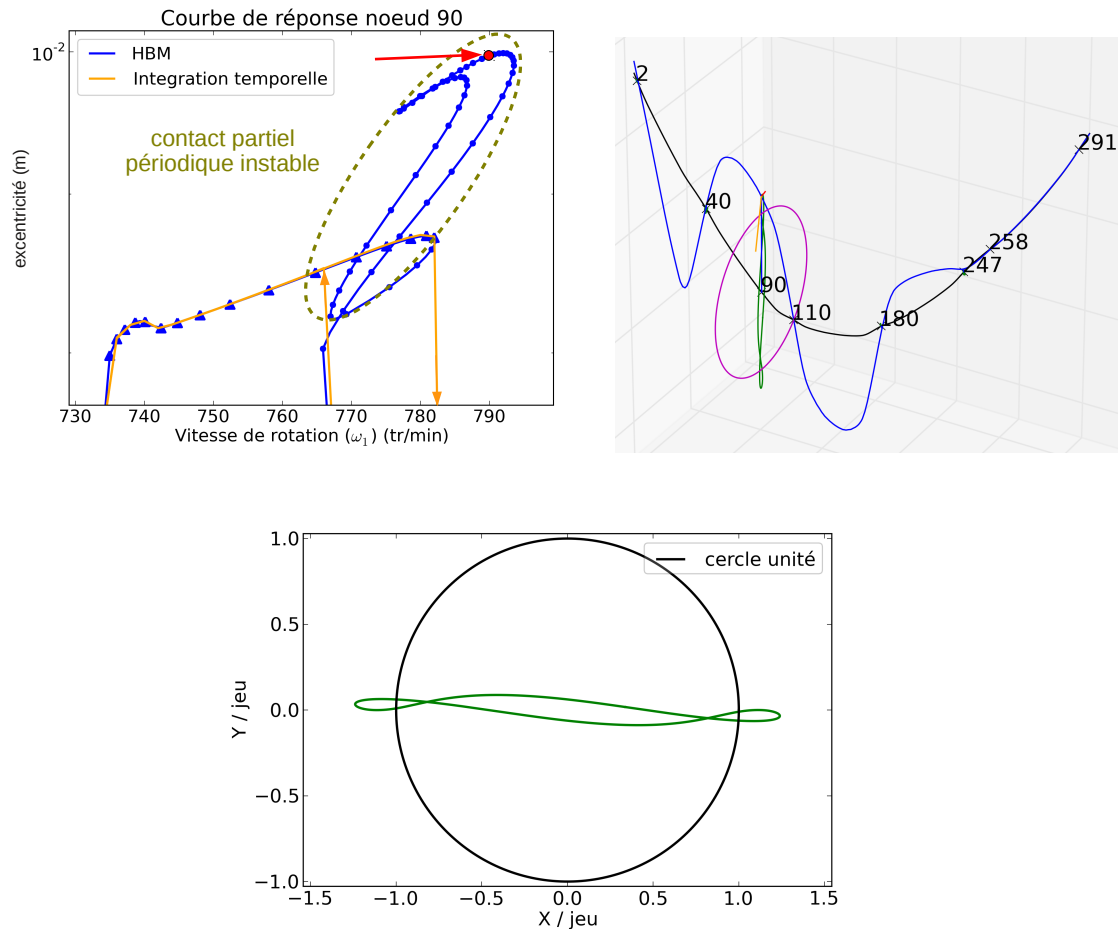 Courbe de réponse noeud 90
10⁻²
HBM
Integration temporelle
contact partiel
périodique instable
excentricité (m)
730 740 750 760 770 780 790
Vitesse de rotation (ω₁) (tr/min)
2
291
40
258
247
90
110
180
1.0
cercle unité
0.5
0.0
−0.5
−1.0
Y / jeu
−1.5 −1.0 −0.5 0.0 0.5 1.0 1.5
X / jeu